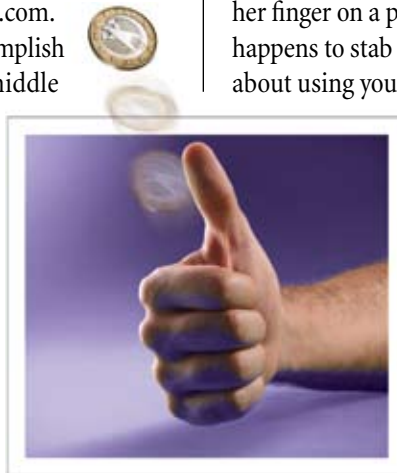 .com.
mplish
niddle
her finger on a p
happens to stab
about using you